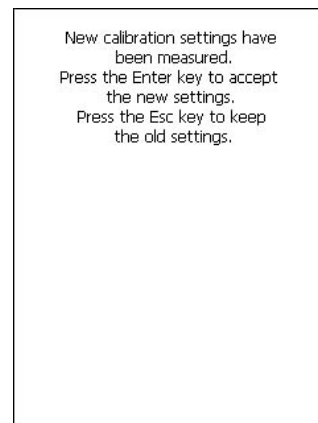 New calibration settings have
been measured.
Press the Enter key to accept
the new settings.
Press the Esc key to keep
the old settings.